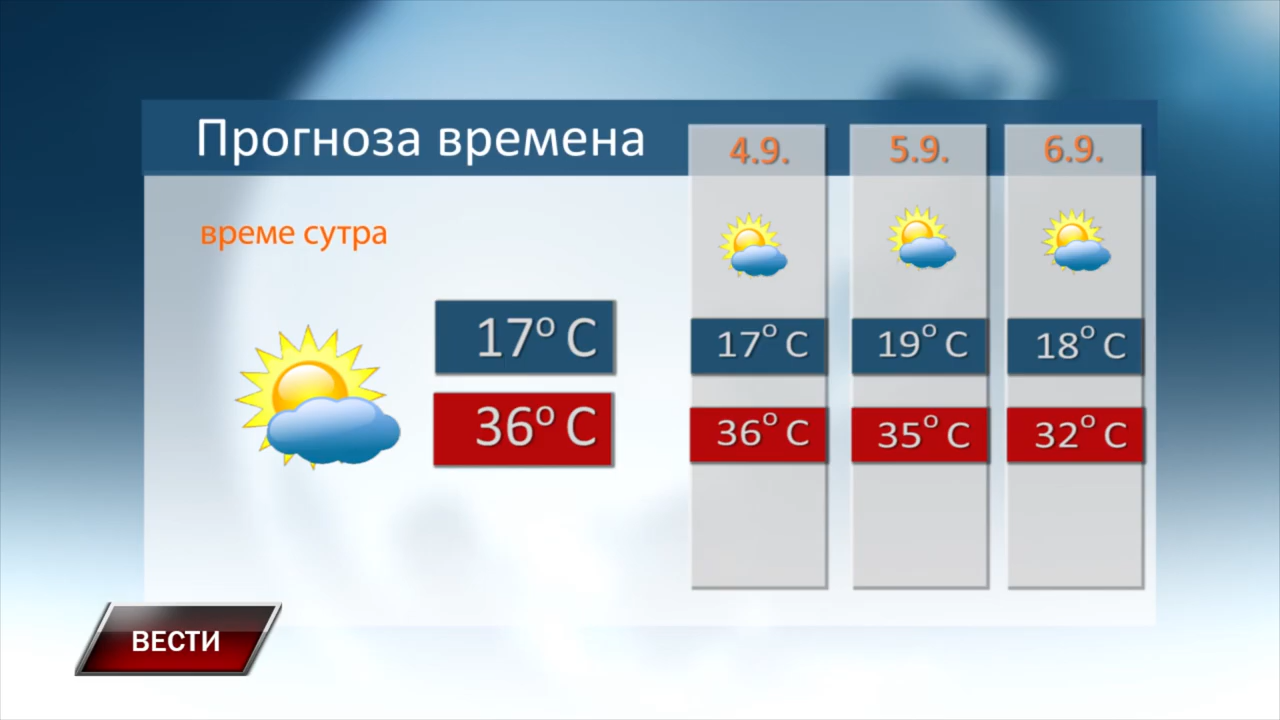 Прогноза времена
време сутра
17° C
36° C
4.9.
17° C
36° C
5.9.
19° C
35° C
6.9.
18° C
32° C
ВЕСТИ